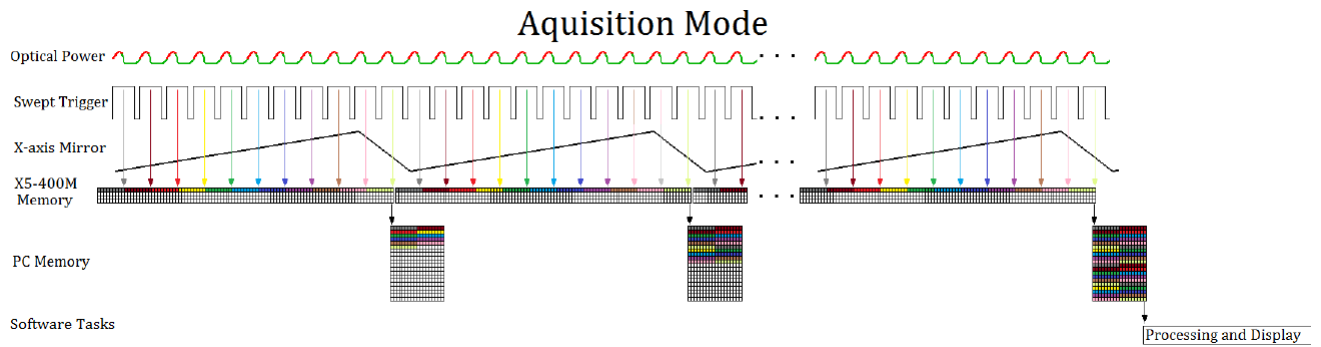 Aquisition Mode
Optical Power
Swept Trigger
X-axis Mirror
X5-400M
Memory
PC Memory
Software Tasks
Processing and Display